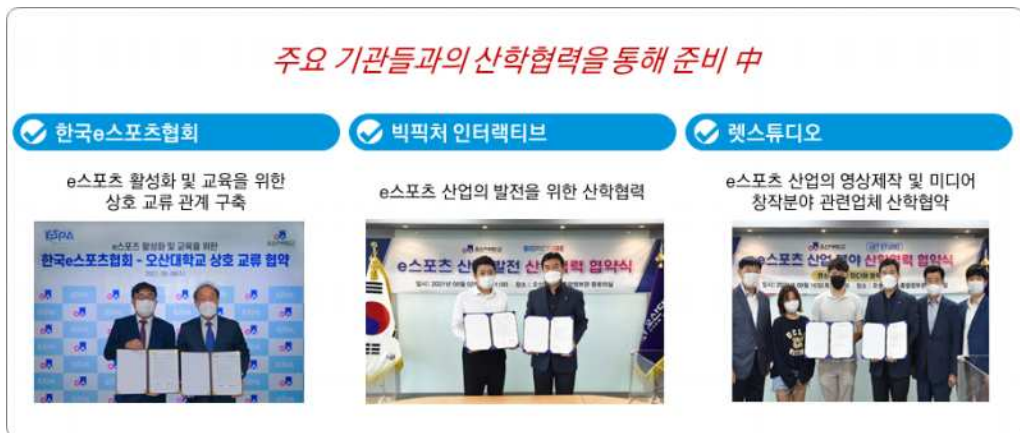 주요 기관들과의 산학협력을 통해 준비 中
한국e스포츠협회
e스포츠 활성화 및 교육을 위한
상호 교류 관계 구축
KeSPA
e스포츠 활성화 및 교육을 위한
한국e스포츠협회 - 오산대학교 상호 교류 협약
빅픽처 인터랙티브
e스포츠 산업의 발전을 위한 산학협력
e스포츠 산 발전 산 력 협약식
렛스튜디오
e스포츠 산업의 영상제작 및 미디어
창작분야 관련업체 산학협약
e스포츠 산업 분야 산학협력 협약식